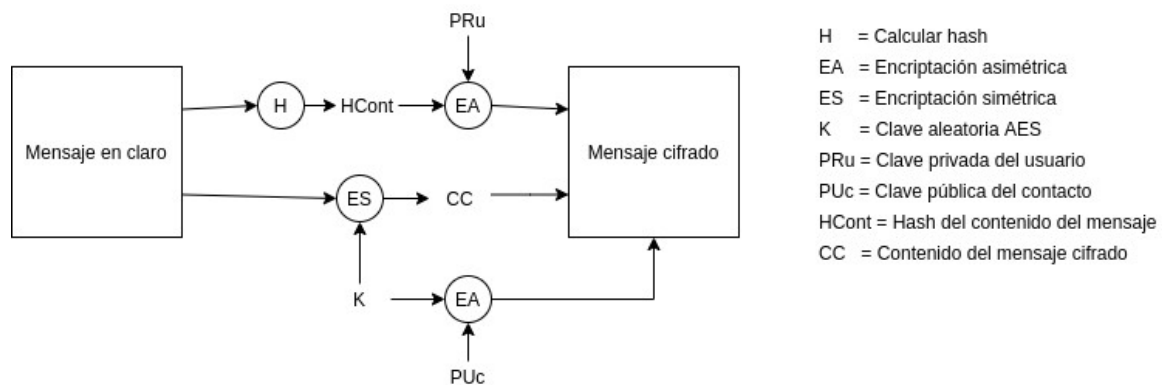 PRu
H
HCont
EA
Mensaje en claro
Mensaje cifrado
ES
CC
K
EA
PUc
H = Calcular hash
EA = Encriptación asimétrica
ES = Encriptación simétrica
K = Clave aleatoria AES
PRu = Clave privada del usuario
PUc = Clave pública del contacto
HCont = Hash del contenido del mensaje
CC = Contenido del mensaje cifrado